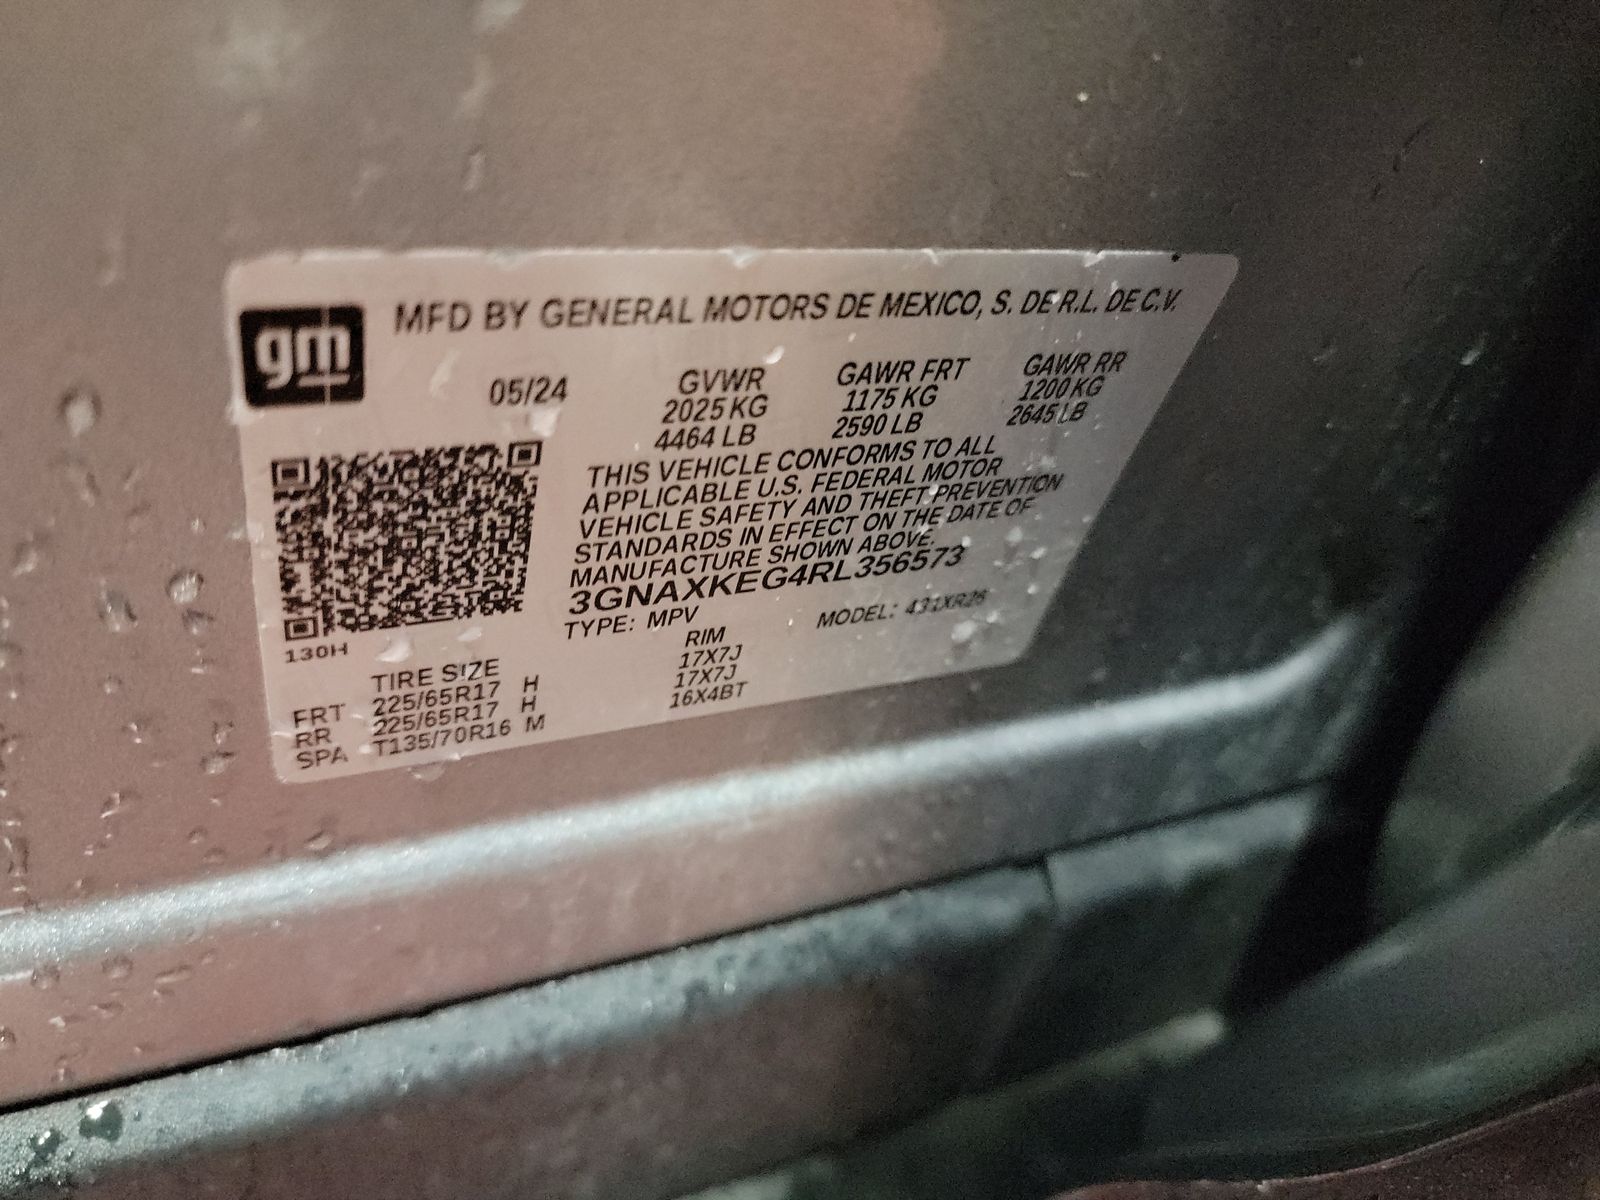 gm
MFD BY GENERAL MOTORS DE MEXICO, S. DE R.L. DE C.V.
05/24
GVWR GAWR FRT GAWR RR
2025 KG 1175 KG 1200 KG
4464 LB 2590 LB 2645 LB
THIS VEHICLE CONFORMS TO ALL
APPLICABLE U.S. FEDERAL MOTOR
VEHICLE SAFETY AND THEFT PREVENTION
STANDARDS IN EFFECT ON THE DATE OF
MANUFACTURE SHOWN ABOVE.
3GNAXKEG4RL356573
TYPE: MPV MODEL: 431XR26
130H
TIRE SIZE RIM
FRT 225/65R17 H 17X7J
RR 225/65R17 H 17X7J
SPA T135/70R16 M 16X4BT